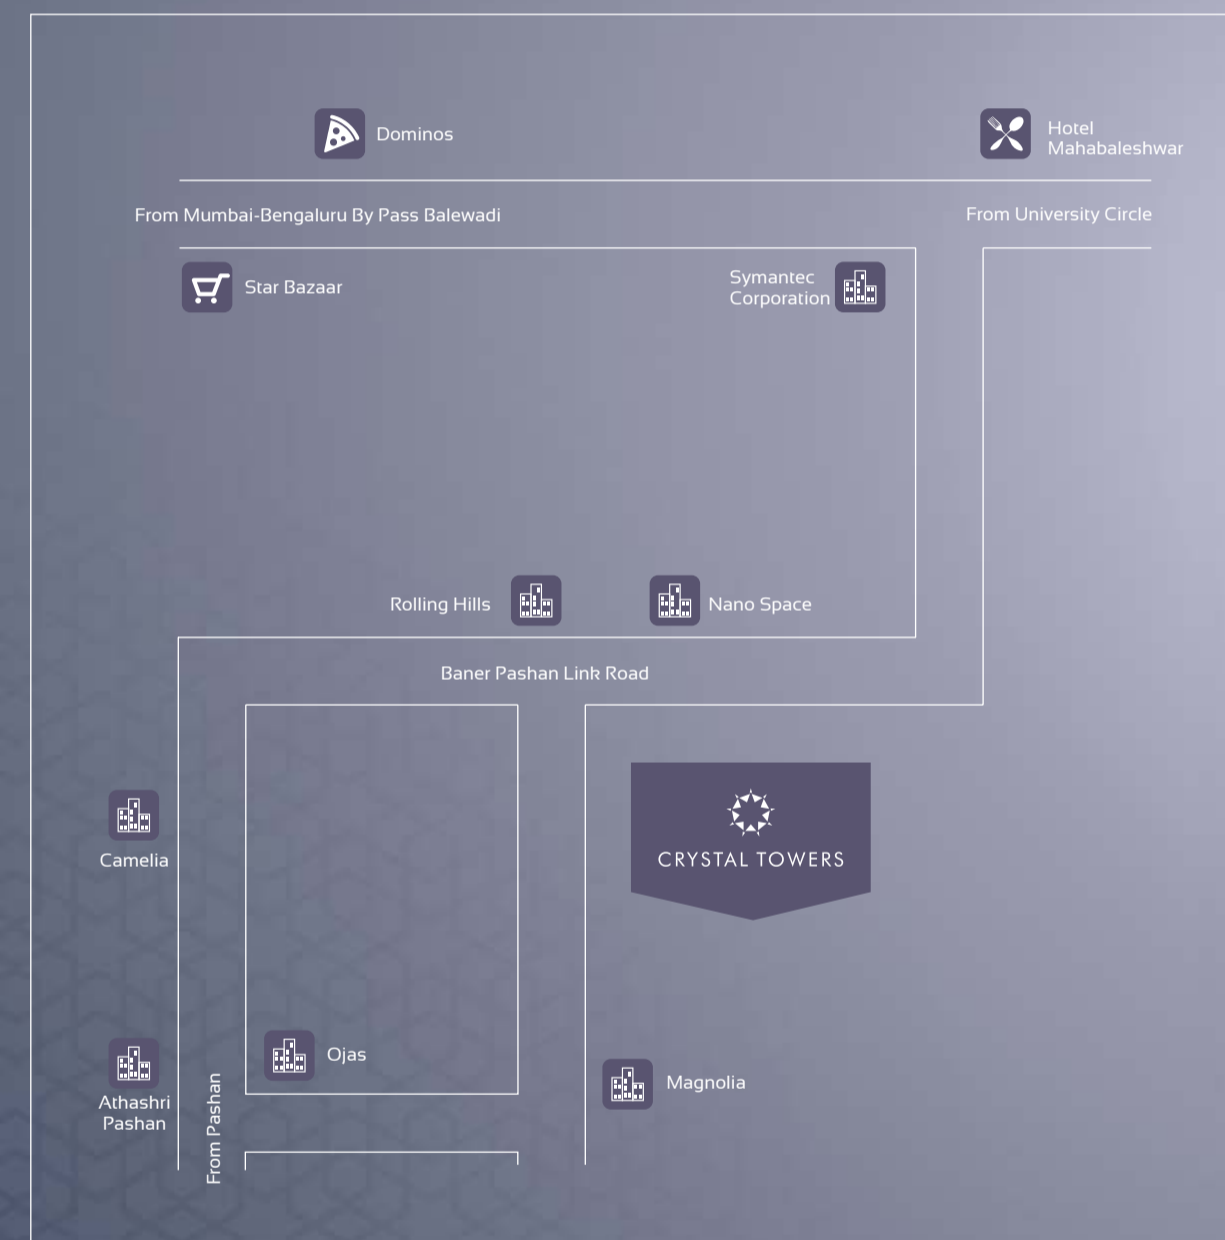 Dominos
Hotel
Mahabaleshwar
From Mumbai-Bengaluru By Pass Balewadi
From University Circle
Star Bazaar
Symantec
Corporation
Rolling Hills
Nano Space
Baner Pashan Link Road
CRYSTAL TOWERS
Camelia
Ojas
Magnolia
Athashri
Pashan
From Pashan